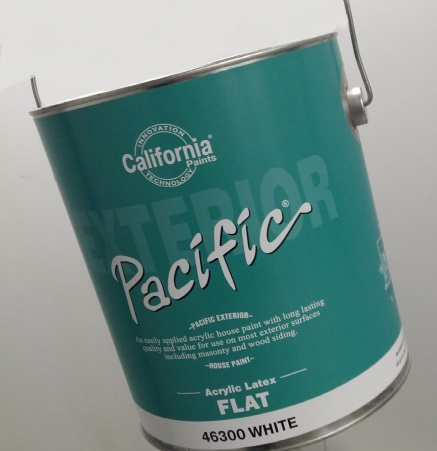 INNOVATION
California®
Paints
TECHNOLOGY
EXTERIOR
Pacific®
~PACIFIC EXTERIOR~
An easily applied acrylic house paint with long lasting
quality and value for use on most exterior surfaces
including masonty and wood siding.
~HOUSE PAINT~
Acrylic Latex
FLAT
46300 WHITE